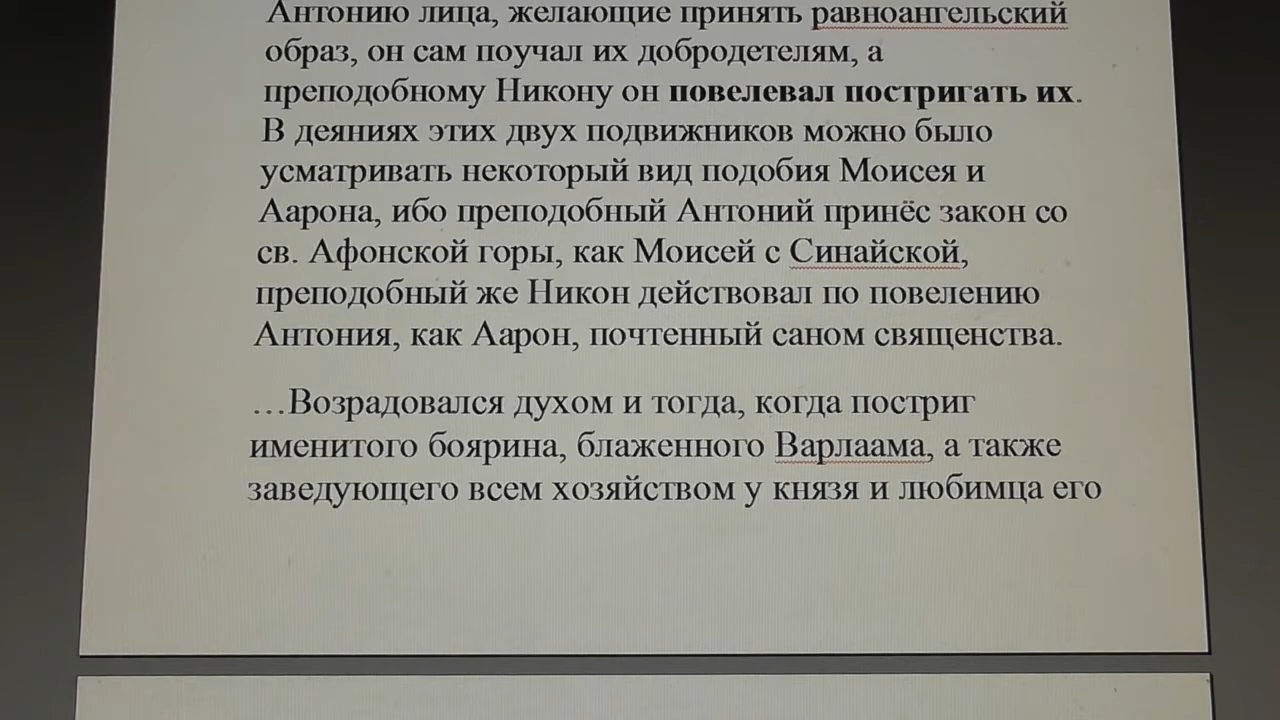 Антонию лица, желающие принять равноангельский
образ, он сам поучал их добродетелям, а
преподобному Никону он повелевал постригать их.
В деяниях этих двух подвижников можно было
усматривать некоторый вид подобия Моисея и
Аарона, ибо преподобный Антоний принёс закон со
св. Афонской горы, как Моисей с Синайской,
преподобный же Никон действовал по повелению
Антония, как Аарон, почтенный саном священства.
…Возрадовался духом и тогда, когда постриг
именитого боярина, блаженного Варлаама, а также
заведующего всем хозяйством у князя и любимца его